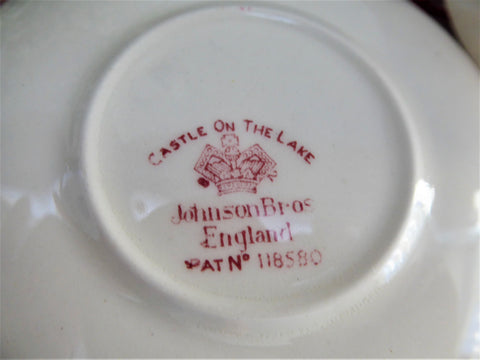 CASTLE ON THE LAKE
Johnson Bros
England
PAT Nº 118580